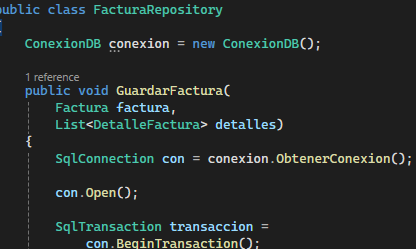 public class FacturaRepository
{
ConexionDB conexion = new ConexionDB();
1 reference
public void GuardarFactura(
Factura factura,
List<DetalleFactura> detalles)
{
SqlConnection con = conexion.ObtenerConexion();
con.Open();
SqlTransaction transaccion =
con.BeginTransaction();